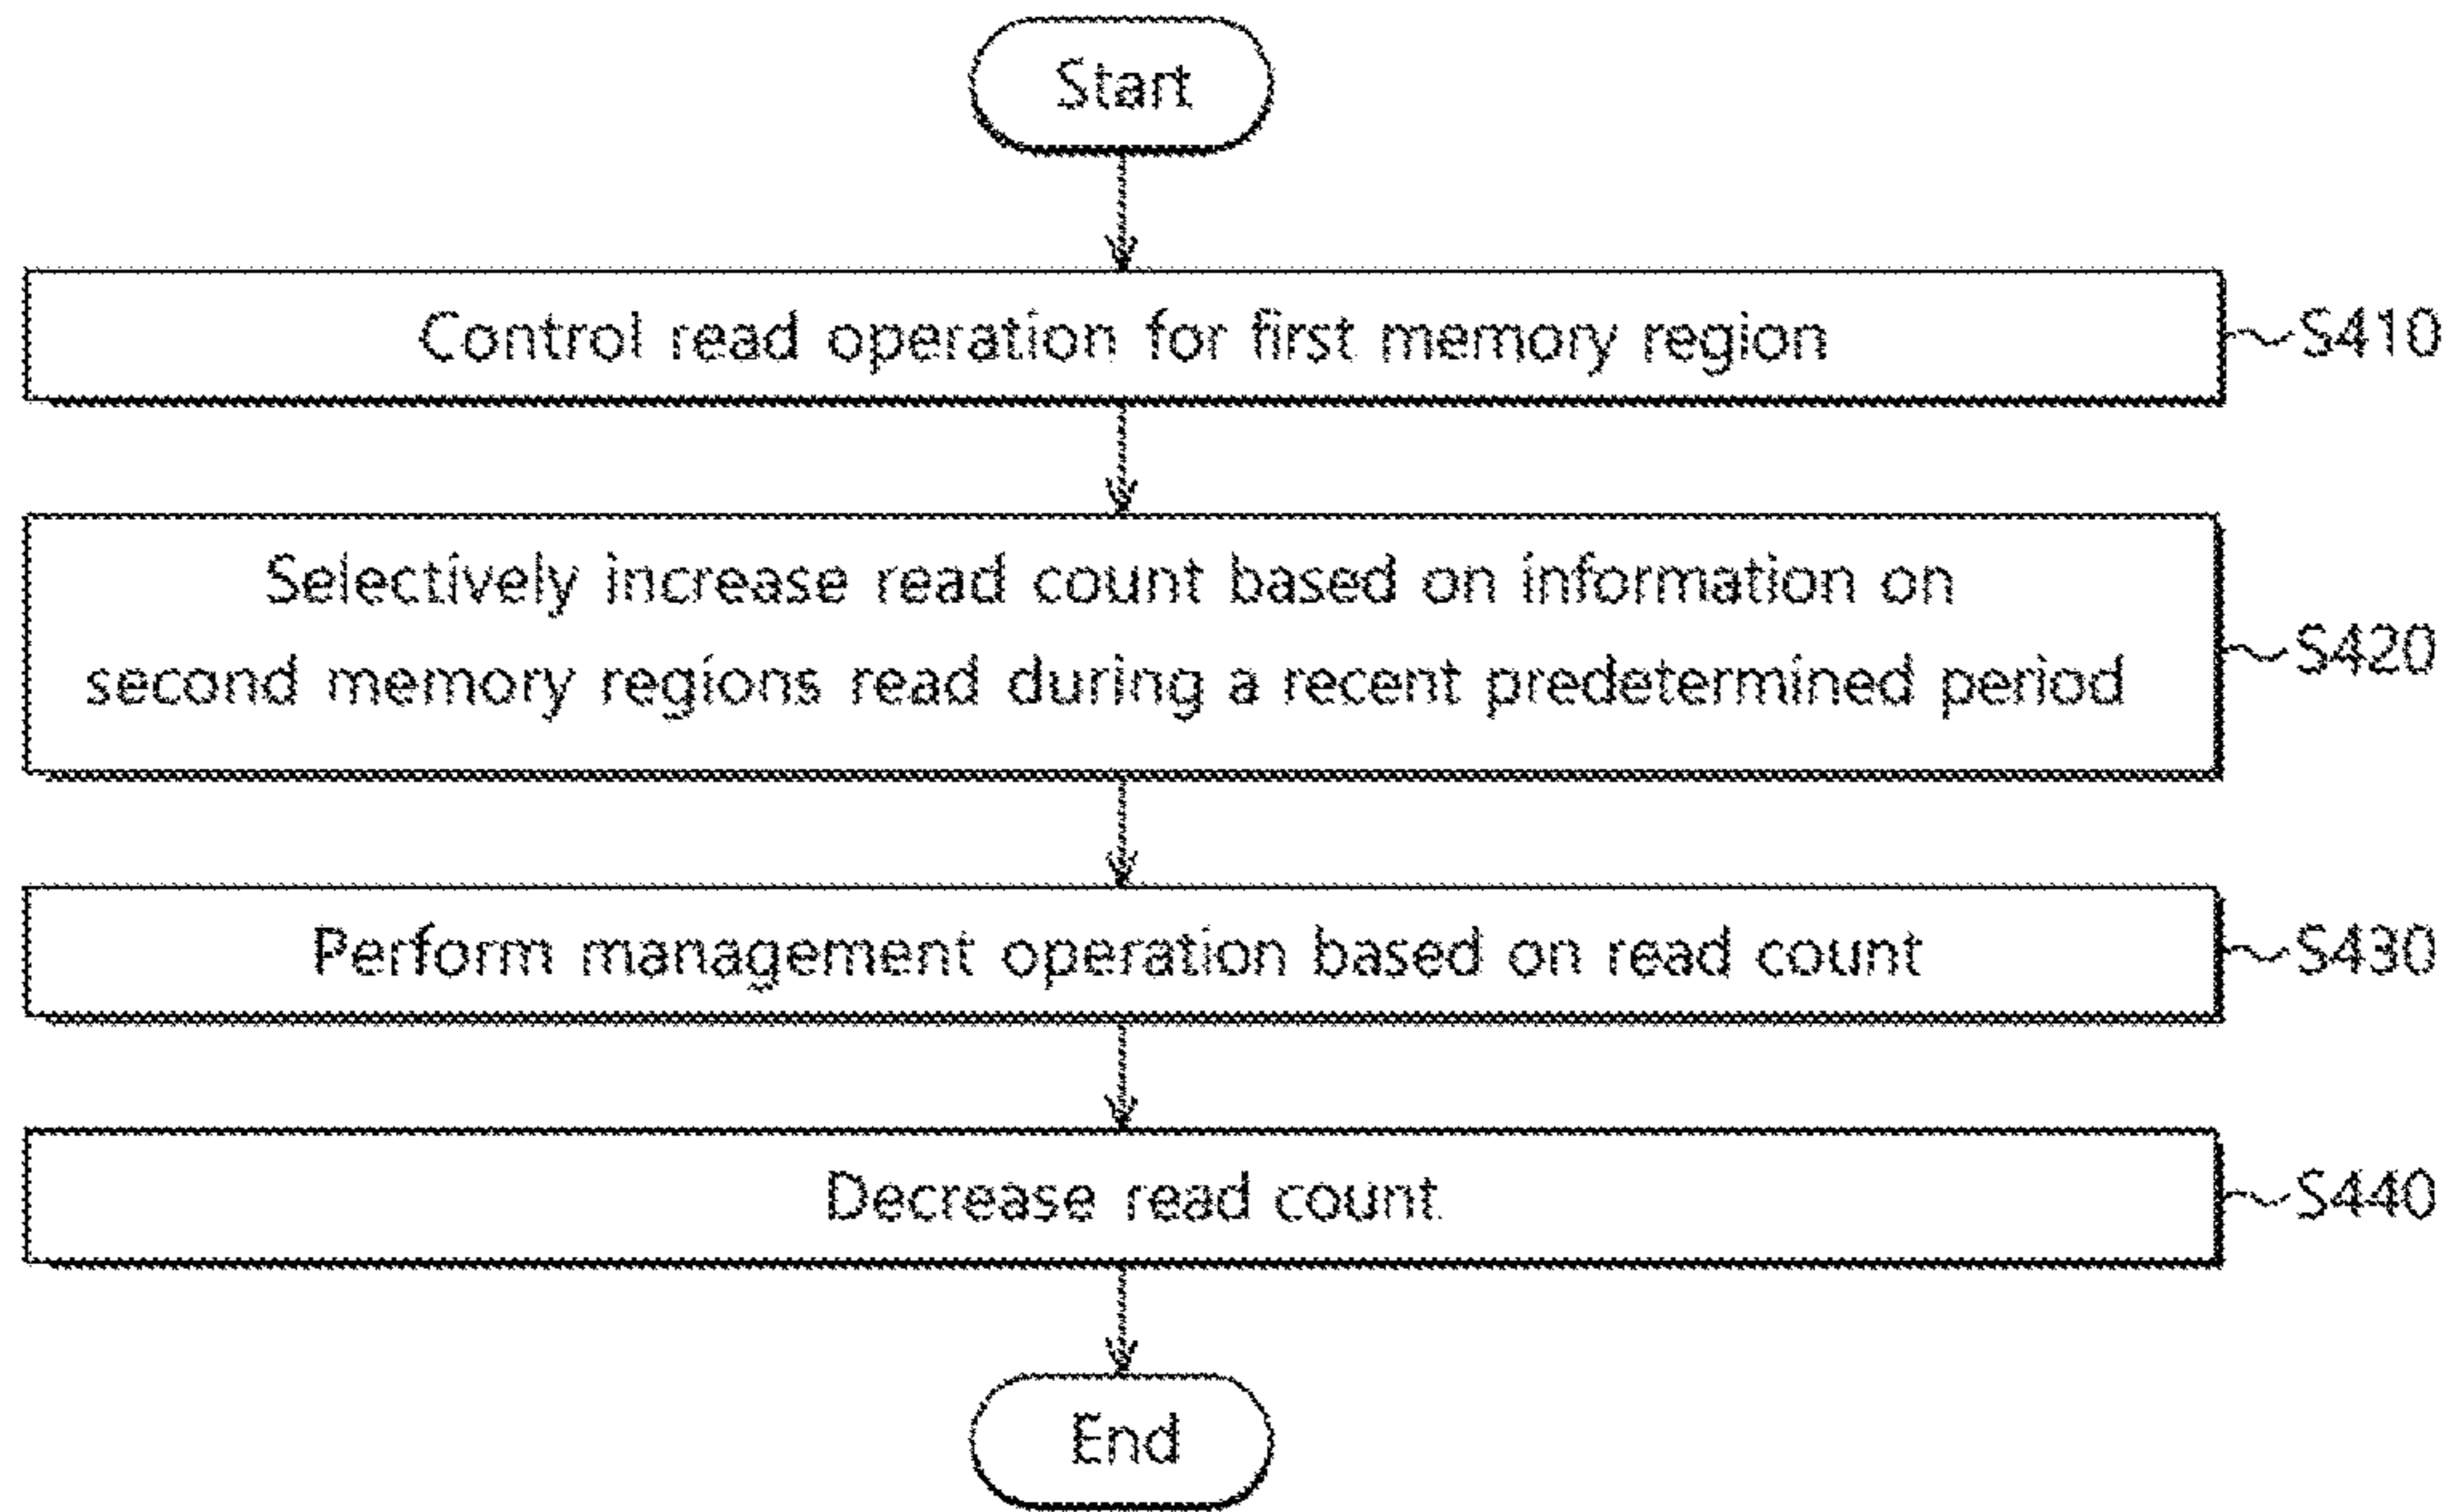 Start
Control read operation for first memory region
S410
Selectively increase read count based on information on
second memory regions read during a recent predetermined period
S420
Perform management operation based on read count
S430
Decrease read count
S440
End